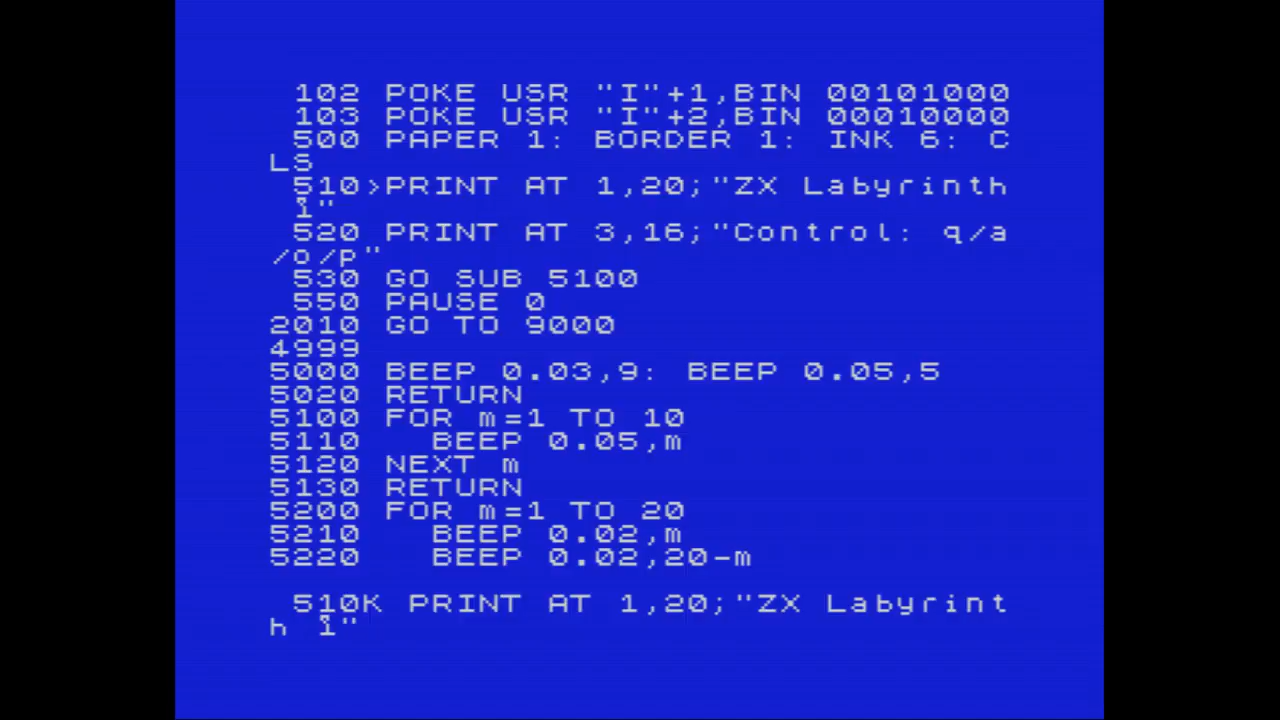 102 POKE USR "I"+1,BIN 00101000
103 POKE USR "I"+2,BIN 00010000
500 PAPER 1: BORDER 1: INK 6: C
LS
510>PRINT AT 1,20;"ZX Labyrinth
1"
520 PRINT AT 3,16;"Control: q/a
/o/p"
530 GO SUB 5100
550 PAUSE 0
2010 GO TO 9000
4999
5000 BEEP 0.03,9: BEEP 0.05,5
5020 RETURN
5100 FOR m=1 TO 10
5110 BEEP 0.05,m
5120 NEXT m
5130 RETURN
5200 FOR m=1 TO 20
5210 BEEP 0.02,m
5220 BEEP 0.02,20-m
510K PRINT AT 1,20;"ZX Labyrint
h 1"